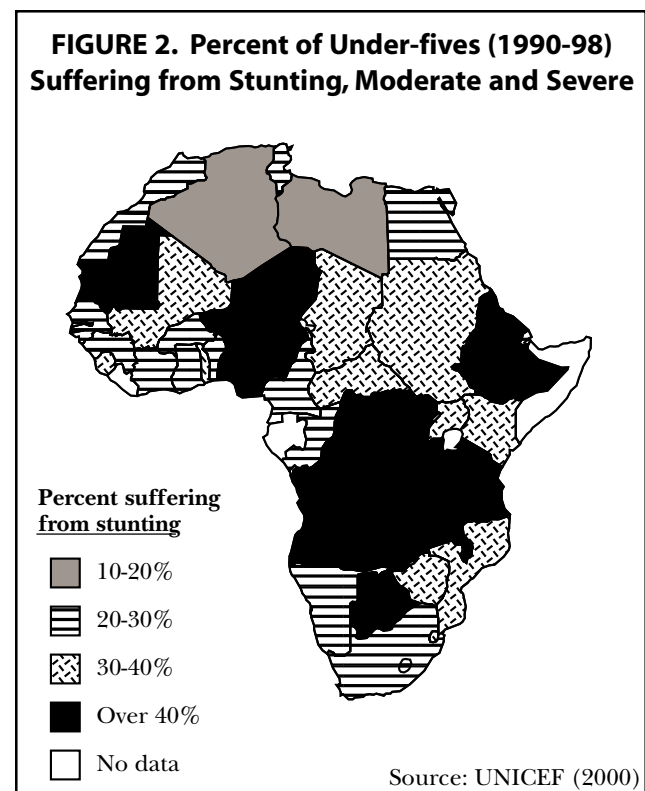 FIGURE 2. Percent of Under-fives (1990-98)
Suffering from Stunting, Moderate and Severe
Percent suffering
from stunting
10-20%
20-30%
30-40%
Over 40%
No data
Source: UNICEF (2000)